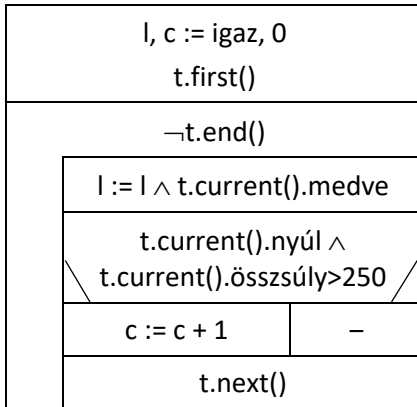 l, c := igaz, 0
t.first()
¬t.end()
l := l ∧ t.current().medve
t.current().nyúl ∧
t.current().összsúly>250
c := c + 1
–
t.next()